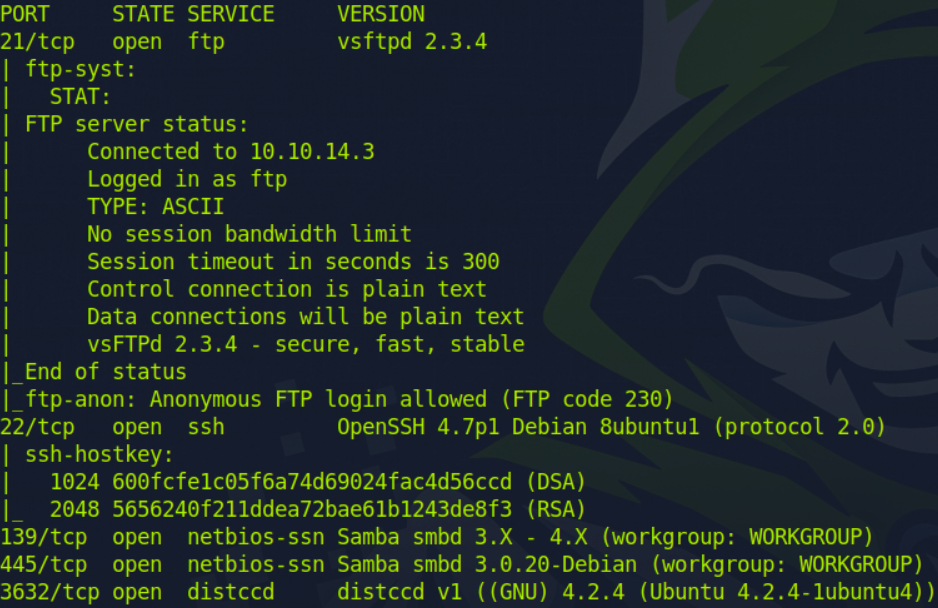 PORT     STATE SERVICE     VERSION
21/tcp   open  ftp         vsftpd 2.3.4
| ftp-syst:
|   STAT:
| FTP server status:
|      Connected to 10.10.14.3
|      Logged in as ftp
|      TYPE: ASCII
|      No session bandwidth limit
|      Session timeout in seconds is 300
|      Control connection is plain text
|      Data connections will be plain text
|      vsFTPd 2.3.4 - secure, fast, stable
|_End of status
|_ftp-anon: Anonymous FTP login allowed (FTP code 230)
22/tcp   open  ssh         OpenSSH 4.7p1 Debian 8ubuntu1 (protocol 2.0)
| ssh-hostkey:
|   1024 600fcfe1c05f6a74d69024fac4d56ccd (DSA)
|_  2048 5656240f211ddea72bae61b1243de8f3 (RSA)
139/tcp  open  netbios-ssn Samba smbd 3.X - 4.X (workgroup: WORKGROUP)
445/tcp  open  netbios-ssn Samba smbd 3.0.20-Debian (workgroup: WORKGROUP)
3632/tcp open  distccd     distccd v1 ((GNU) 4.2.4 (Ubuntu 4.2.4-1ubuntu4))